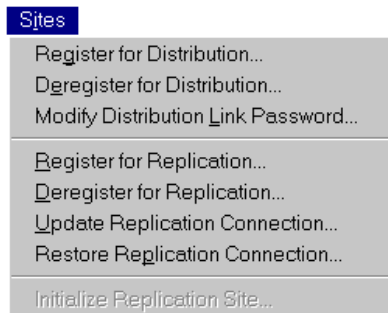 Sites
Register for Distribution...
Deregister for Distribution...
Modify Distribution Link Password...
Register for Replication...
Deregister for Replication...
Update Replication Connection...
Restore Replication Connection...
Initialize Replication Site...